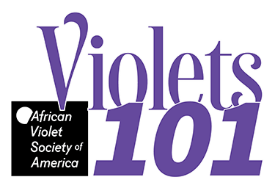 Violets
101
African
Violet
Society of
America